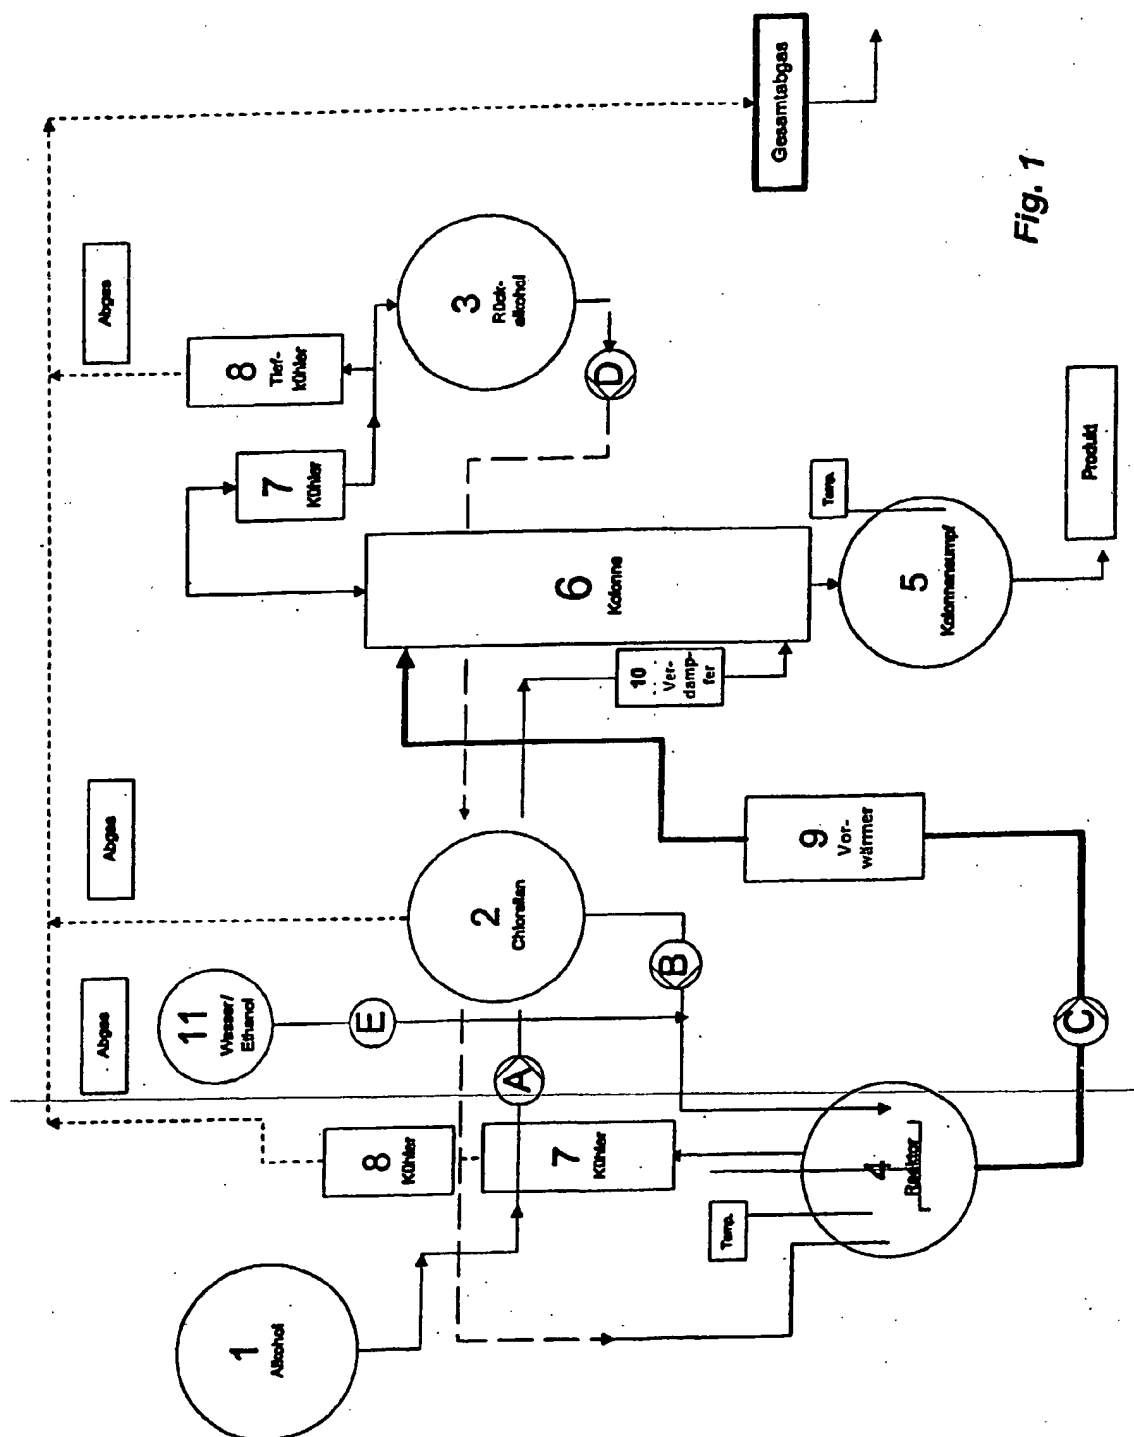 Abgas
Abgas
Abgas
11
Wasser/
Ethanol
1
Alkohol
8
Tief-
kühler
7
Kühler
E
8
Kühler
3
Rück-
alkohol
2
Chlorsilan
A
7
Kühler
6
Kolonne
D
10
Ver-
damp-
fer
B
Temp.
Gesamtabgas
9
Vor-
wärmer
Temp.
4
Reaktor
5
Kolonnensumpf
C
Produkt
Fig. 1